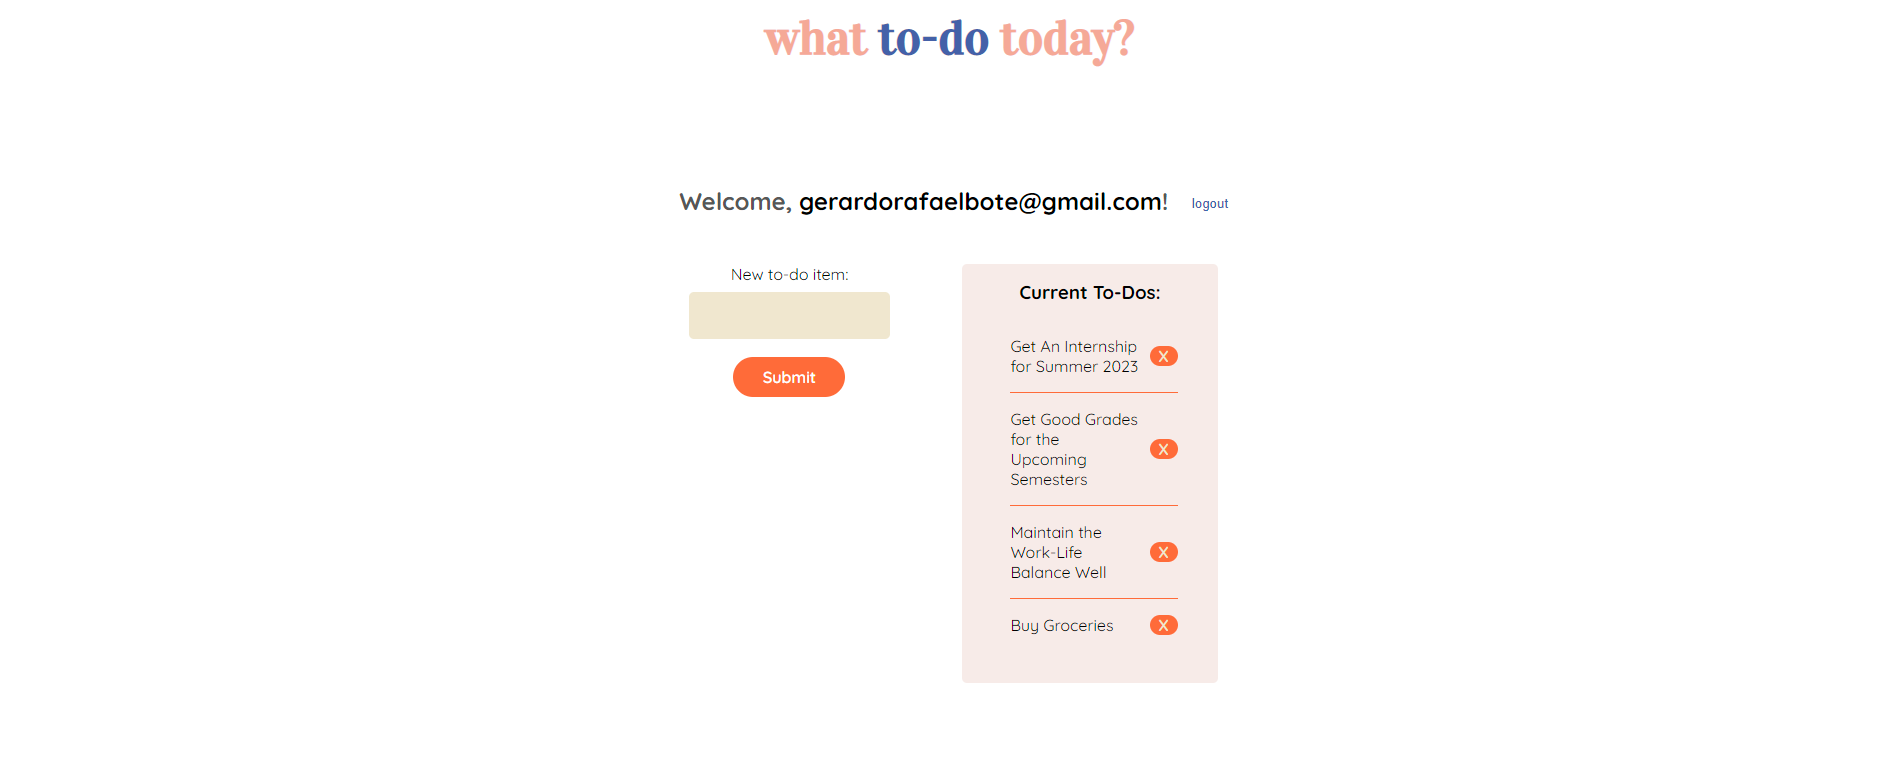 what to-do today?
Welcome, gerardorafaelbote@gmail.com! logout
New to-do item:
Submit
Current To-Dos:
Get An Internship
for Summer 2023
X
Get Good Grades
for the
Upcoming
Semesters
X
Maintain the
Work-Life
Balance Well
X
Buy Groceries
X